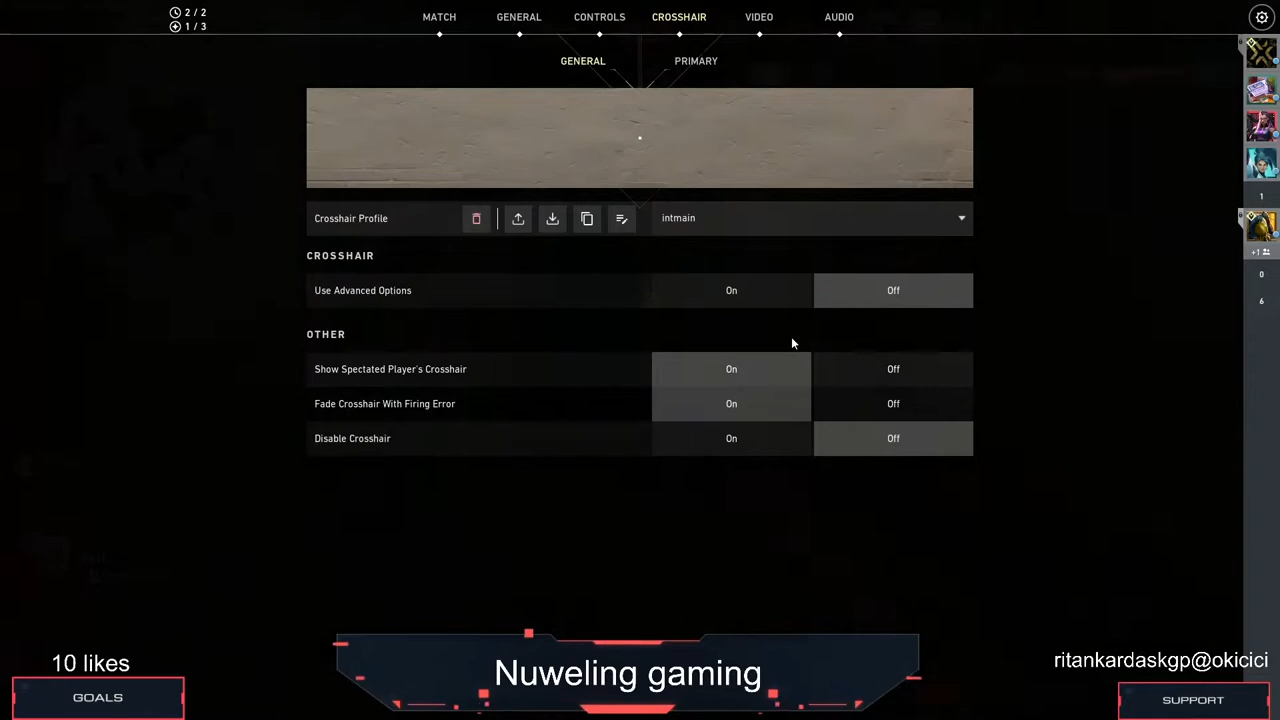 2 / 2
1 / 3
MATCH GENERAL CONTROLS CROSSHAIR VIDEO AUDIO
GENERAL PRIMARY
Crosshair Profile intmain
CROSSHAIR
Use Advanced Options On Off
OTHER
Show Spectated Player's Crosshair On Off
Fade Crosshair With Firing Error On Off
Disable Crosshair On Off
1
+1
0
6
10 likes
GOALS
Nuweling gaming
ritankardaskgp@okicici
SUPPORT